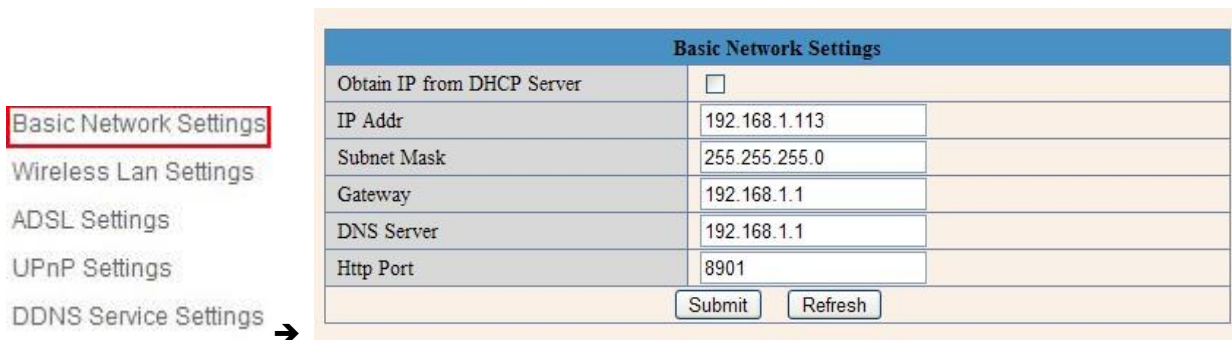 Basic Network Settings
Wireless Lan Settings
ADSL Settings
UPnP Settings
DDNS Service Settings ➔
Basic Network Settings
Obtain IP from DHCP Server
IP Addr 192.168.1.113
Subnet Mask 255.255.255.0
Gateway 192.168.1.1
DNS Server 192.168.1.1
Http Port 8901
Submit Refresh